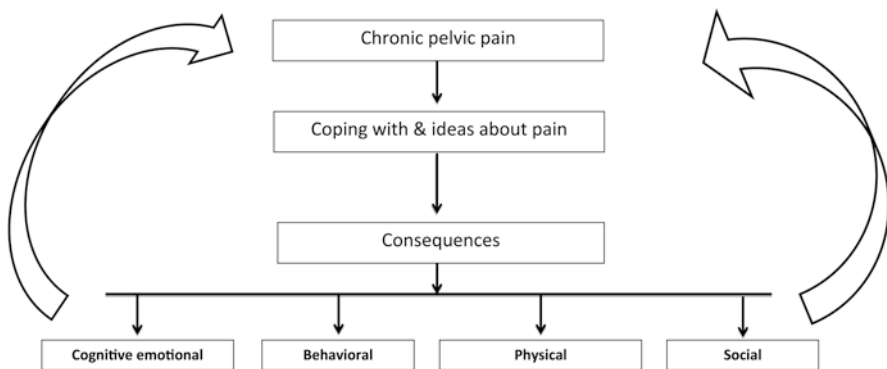 Chronic pelvic pain
Coping with & ideas about pain
Consequences
Cognitive emotional
Behavioral
Physical
Social